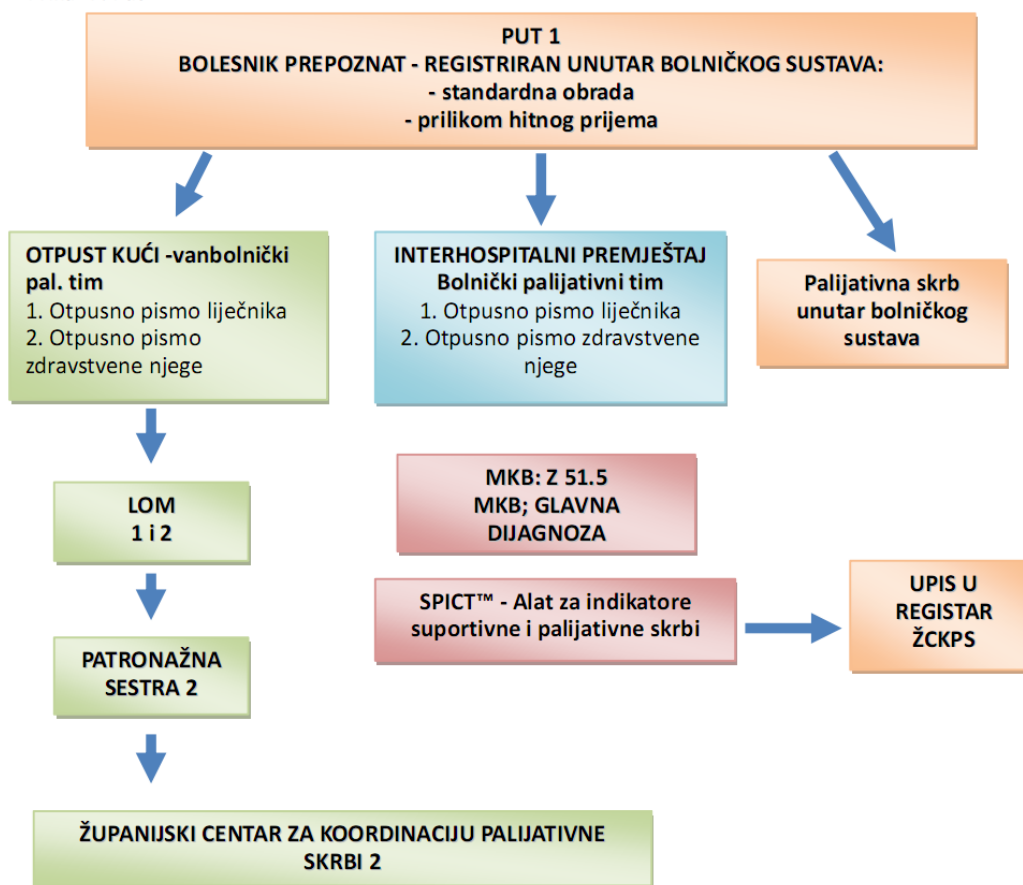 PUT 1
BOLESNIK PREPOZNAT - REGISTRIRAN UNUTAR BOLNIČKOG SUSTAVA:
- standardna obrada
- prilikom hitnog prijema
OTPUST KUĆI -vanbolnički
pal. tim
1. Otpusno pismo liječnika
2. Otpusno pismo
zdravstvene njege
INTERHOSPITALNI PREMJEŠTAJ
Bolnički palijativni tim
1. Otpusno pismo liječnika
2. Otpusno pismo zdravstvene
njege
Palijativna skrb
unutar bolničkog
sustava
LOM
1 i 2
MKB: Z 51.5
MKB; GLAVNA
DIJAGNOZA
SPICT™ - Alat za indikatore
suportivne i palijativne skrbi
UPIS U
REGISTAR
ŽCKPS
PATRONAŽNA
SESTRA 2
ŽUPANIJSKI CENTAR ZA KOORDINACIJU PALIJATIVNE
SKRBI 2